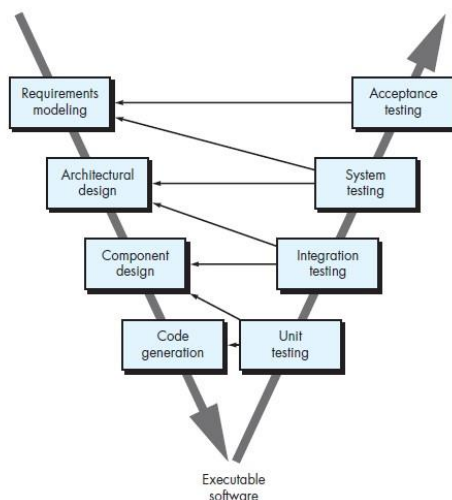 Requirements
modeling
Acceptance
testing
Architectural
design
System
testing
Component
design
Integration
testing
Code
generation
Unit
testing
Executable
software